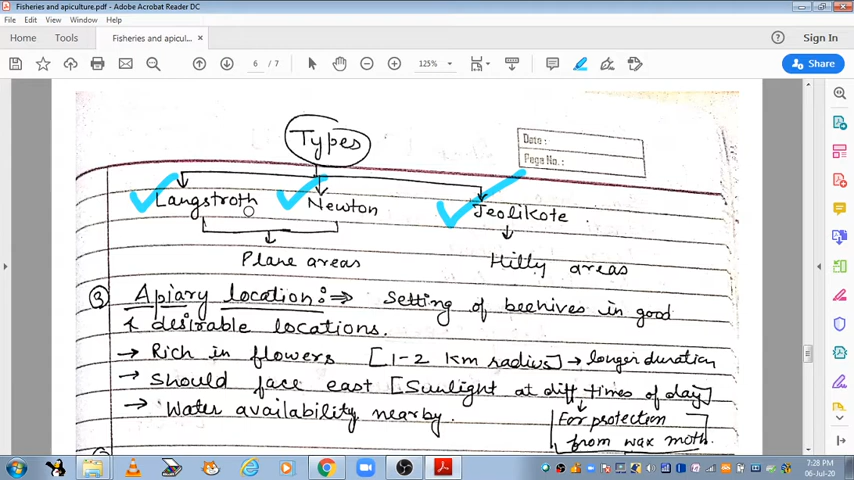 Fisheries and apiculture.pdf - Adobe Acrobat Reader DC
File Edit View Window Help
Home Tools Fisheries and apicul... × Sign In
6 / 7 125% Share
Types
Date :
Page No. :
Langstroth Newton Jeolikote
Plane areas Hilly areas
③ Apiary location :⇒ Setting of beehives in good
& desirable locations.
→ Rich in flowers [1-2 km radius] → longer duration
→ Should face east [Sunlight at diff times of day]
→ Water availability nearby.
For protection
from wax moth.
7:28 PM
06-Jul-20